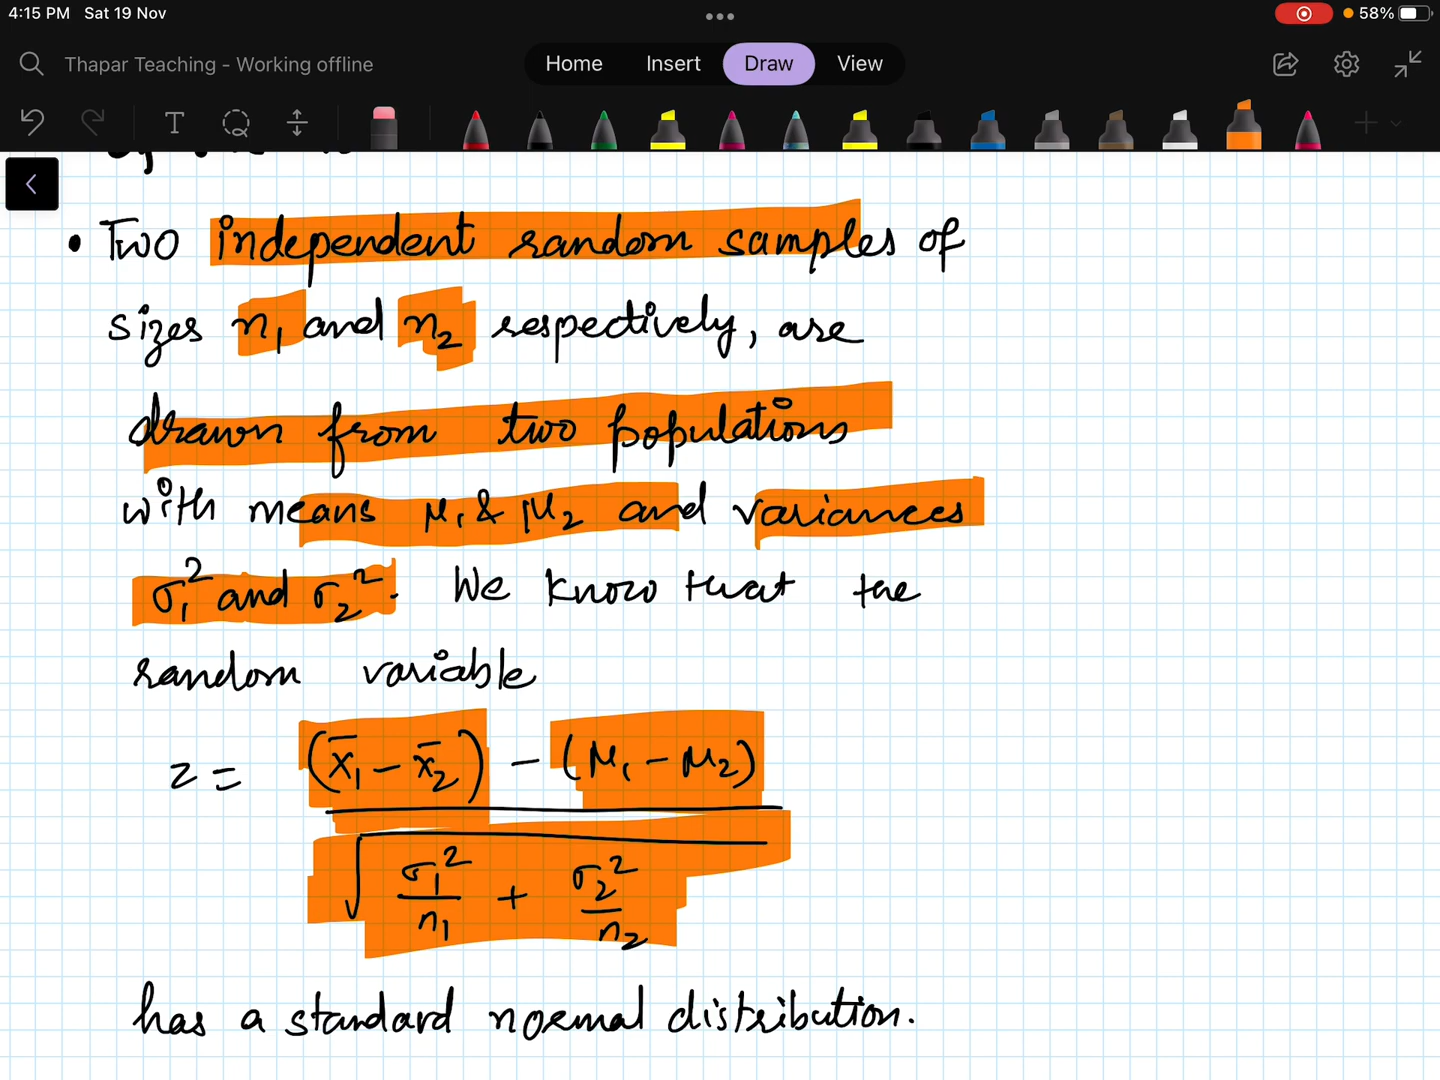 4:15 PM Sat 19 Nov
58%
Thapar Teaching - Working offline
Home Insert Draw View
T
• Two independent random samples of
sizes n₁ and n₂ respectively, are
drawn from two populations
with means μ₁ & μ₂ and variances
σ₁² and σ₂². We know that the
random variable
z = (x̄₁ - x̄₂) - (μ₁ - μ₂)
√ σ₁²/n₁ + σ₂²/n₂
has a standard normal distribution.